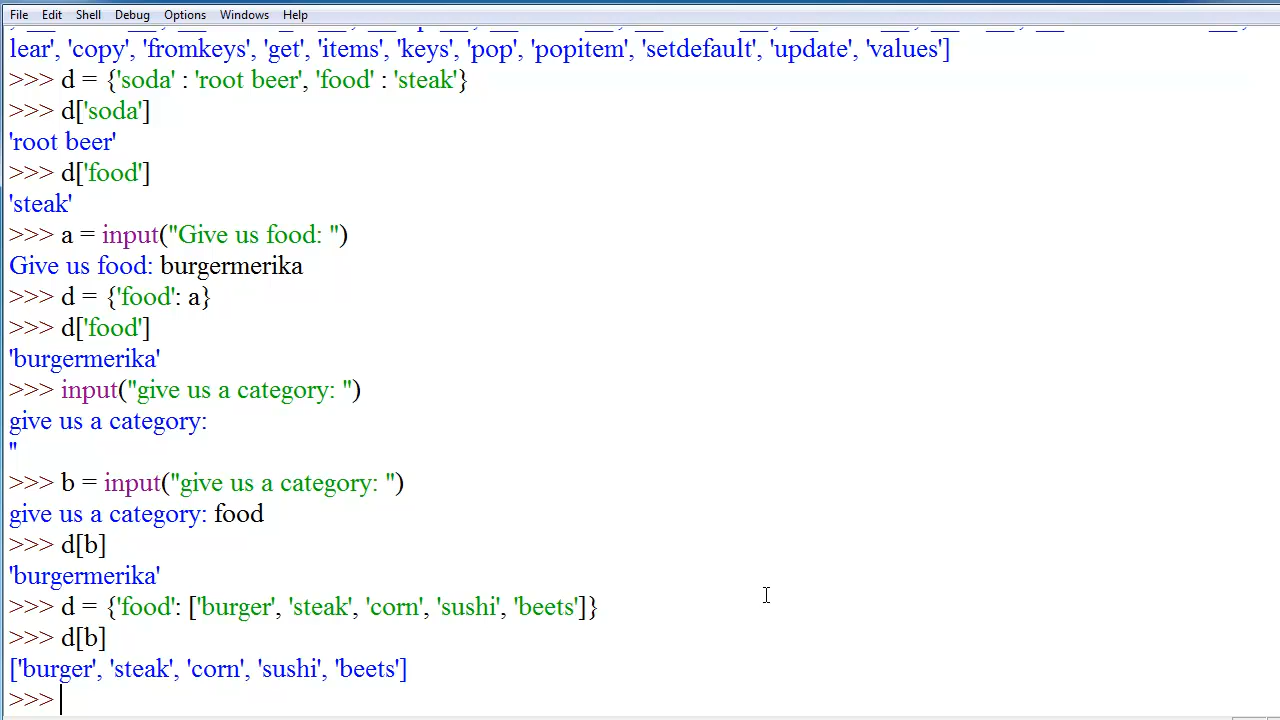 File Edit Shell Debug Options Windows Help
lear', 'copy', 'fromkeys', 'get', 'items', 'keys', 'pop', 'popitem', 'setdefault', 'update', 'values']
>>> d = {'soda' : 'root beer', 'food' : 'steak'}
>>> d['soda']
'root beer'
>>> d['food']
'steak'
>>> a = input("Give us food: ")
Give us food: burgermerika
>>> d = {'food': a}
>>> d['food']
'burgermerika'
>>> input("give us a category: ")
give us a category:
''
>>> b = input("give us a category: ")
give us a category: food
>>> d[b]
'burgermerika'
>>> d = {'food': ['burger', 'steak', 'corn', 'sushi', 'beets']}
>>> d[b]
['burger', 'steak', 'corn', 'sushi', 'beets']
>>>